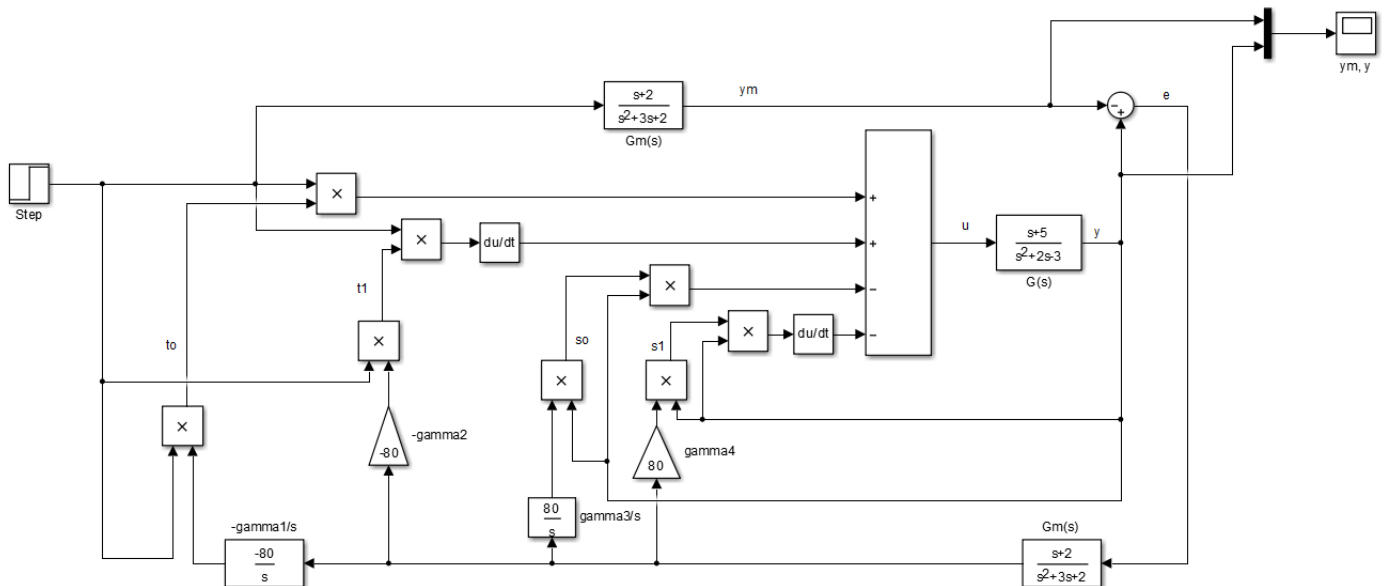 ym, y
s+2
s²+3s+2
Gm(s)
ym
−
+
e
Step
×
+
×
du/dt
+
u
s+5
s²+2s-3
G(s)
y
t1
×
−
×
so
s1
×
du/dt
−
to
×
×
×
×
-80
-gamma2
80
gamma4
80
s
gamma3/s
-gamma1/s
-80
s
Gm(s)
s+2
s²+3s+2